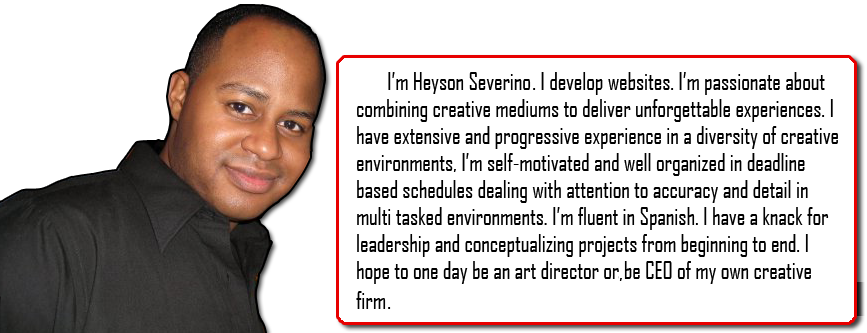 I'm Heyson Severino. I develop websites. I'm passionate about
combining creative mediums to deliver unforgettable experiences. I
have extensive and progressive experience in a diversity of creative
environments, I'm self-motivated and well organized in deadline
based schedules dealing with attention to accuracy and detail in
multi tasked environments. I'm fluent in Spanish. I have a knack for
leadership and conceptualizing projects from beginning to end. I
hope to one day be an art director or,be CEO of my own creative
firm.